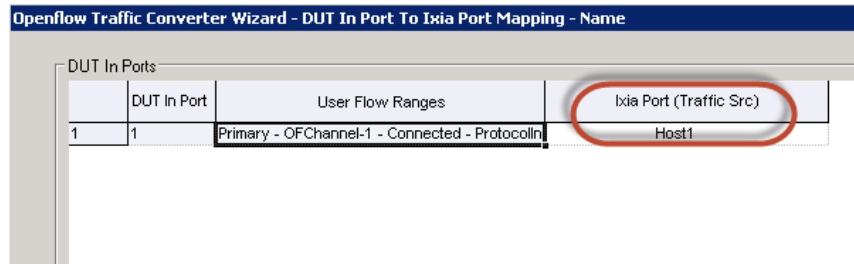 Openflow Traffic Converter Wizard - DUT In Port To Ixia Port Mapping - Name
DUT In Ports
DUT In Port User Flow Ranges Ixia Port (Traffic Src)
1 1 Primary - OFChannel-1 - Connected - ProtocolIn Host1